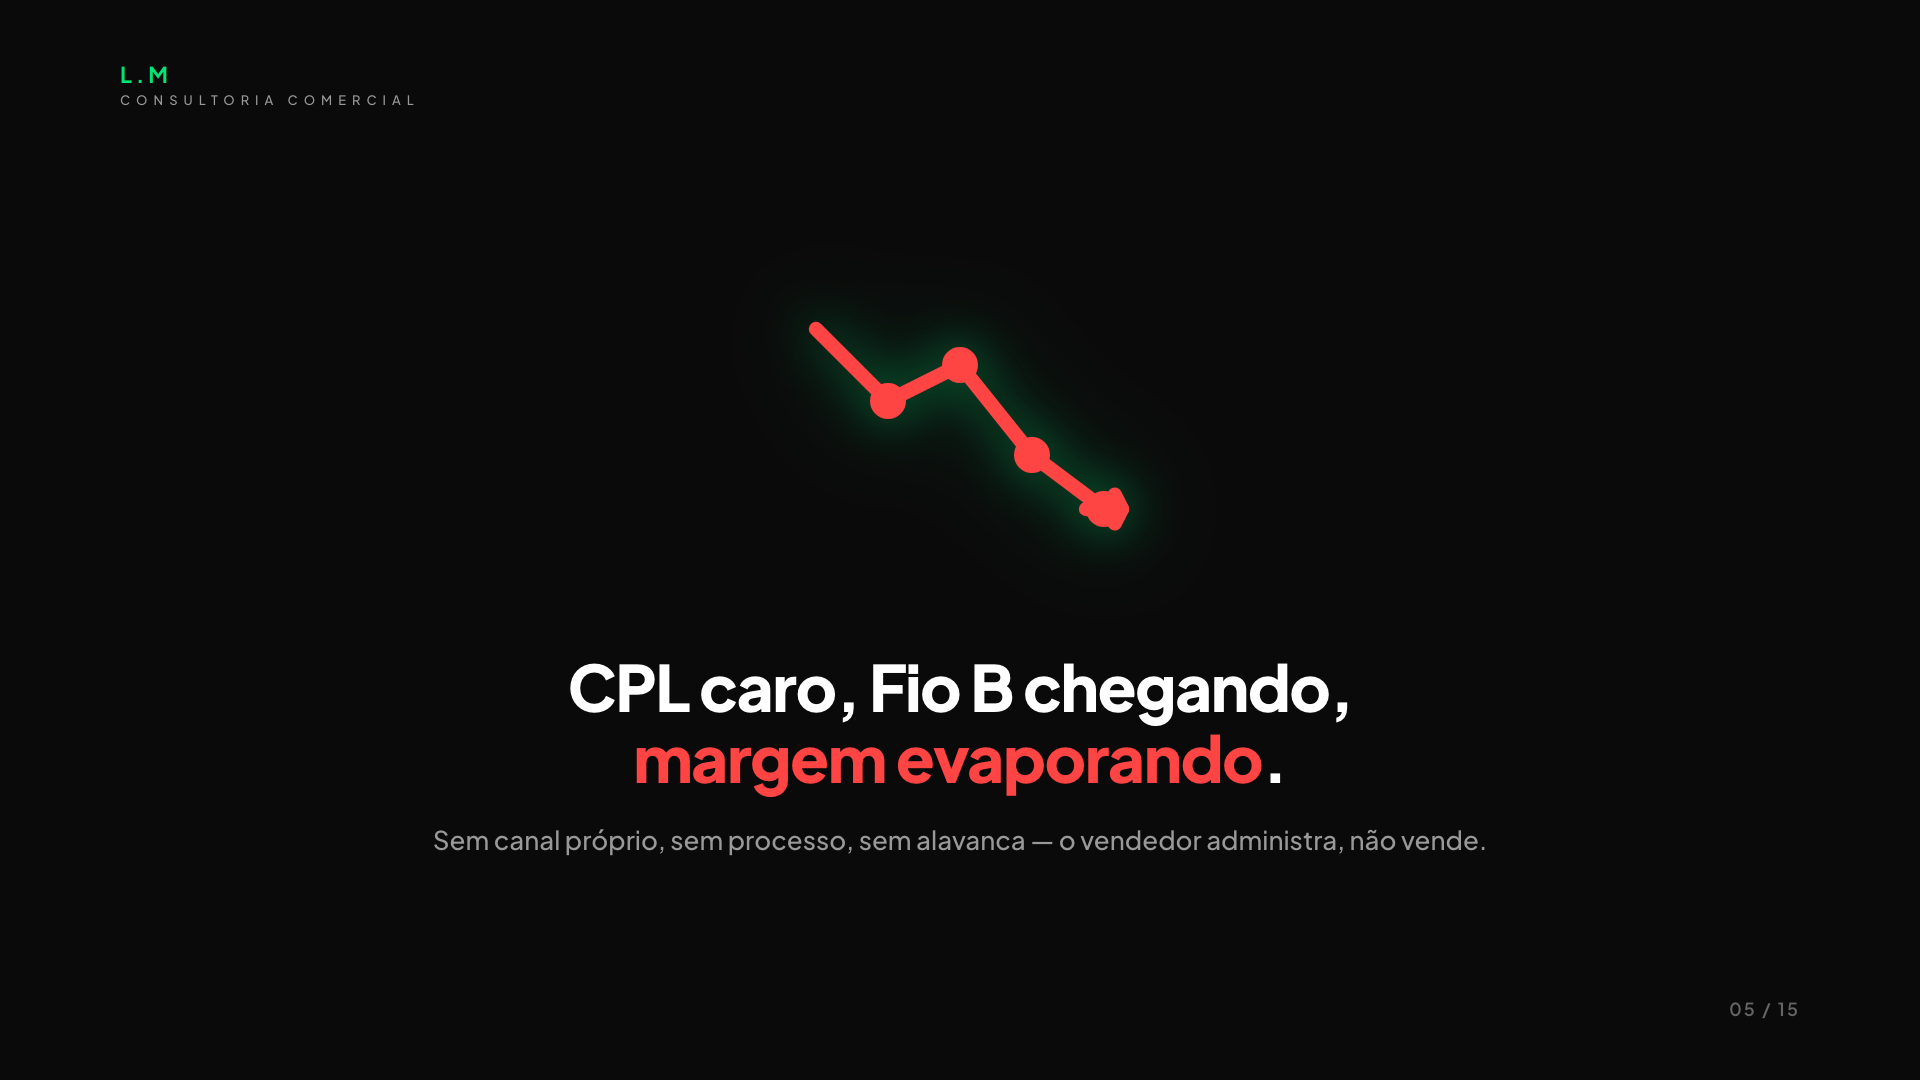 L.M
CONSULTORIA COMERCIAL
CPL caro, Fio B chegando,
margem evaporando.
Sem canal próprio, sem processo, sem alavanca — o vendedor administra, não vende.
05 / 15